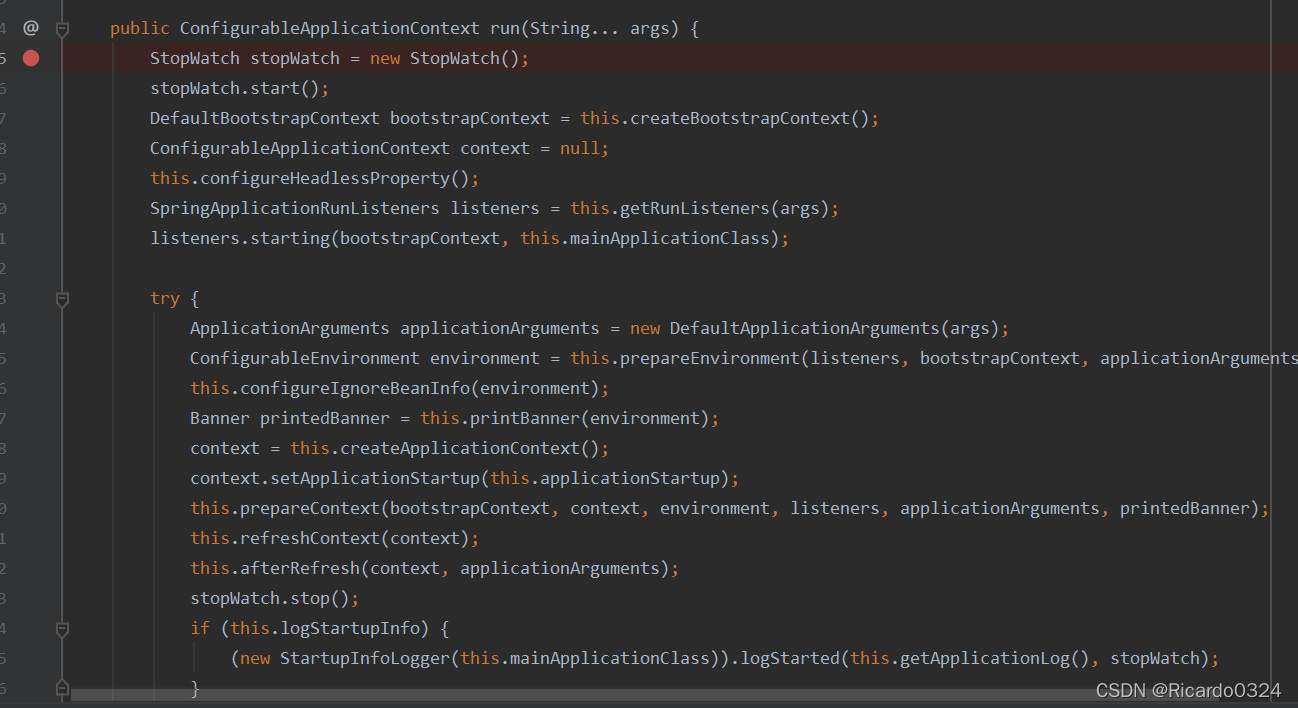 4 @ public ConfigurableApplicationContext run(String... args) {
5 StopWatch stopWatch = new StopWatch();
6 stopWatch.start();
7 DefaultBootstrapContext bootstrapContext = this.createBootstrapContext();
8 ConfigurableApplicationContext context = null;
9 this.configureHeadlessProperty();
0 SpringApplicationRunListeners listeners = this.getRunListeners(args);
1 listeners.starting(bootstrapContext, this.mainApplicationClass);
2
3 try {
4 ApplicationArguments applicationArguments = new DefaultApplicationArguments(args);
5 ConfigurableEnvironment environment = this.prepareEnvironment(listeners, bootstrapContext, applicationArguments
6 this.configureIgnoreBeanInfo(environment);
7 Banner printedBanner = this.printBanner(environment);
8 context = this.createApplicationContext();
9 context.setApplicationStartup(this.applicationStartup);
0 this.prepareContext(bootstrapContext, context, environment, listeners, applicationArguments, printedBanner);
1 this.refreshContext(context);
2 this.afterRefresh(context, applicationArguments);
3 stopWatch.stop();
4 if (this.logStartupInfo) {
5 (new StartupInfoLogger(this.mainApplicationClass)).logStarted(this.getApplicationLog(), stopWatch);
6 }
CSDN @Ricardo0324